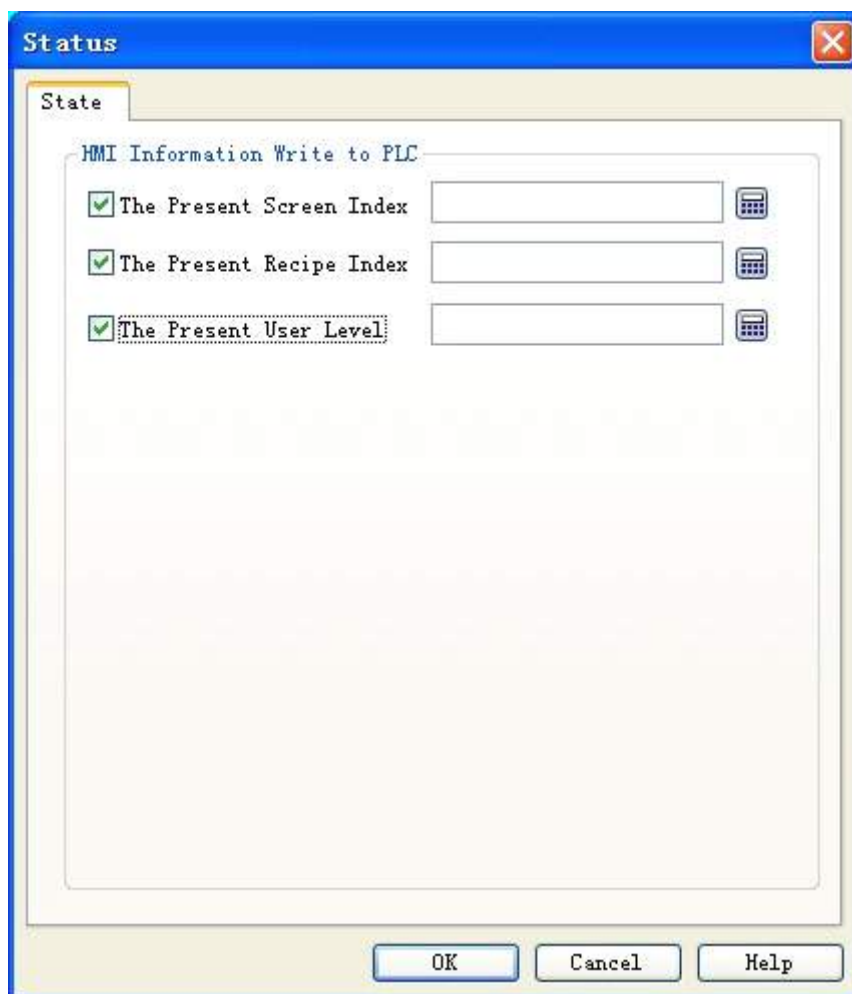 Status
State
HMI Information Write to PLC
The Present Screen Index
The Present Recipe Index
The Present User Level
OK Cancel Help